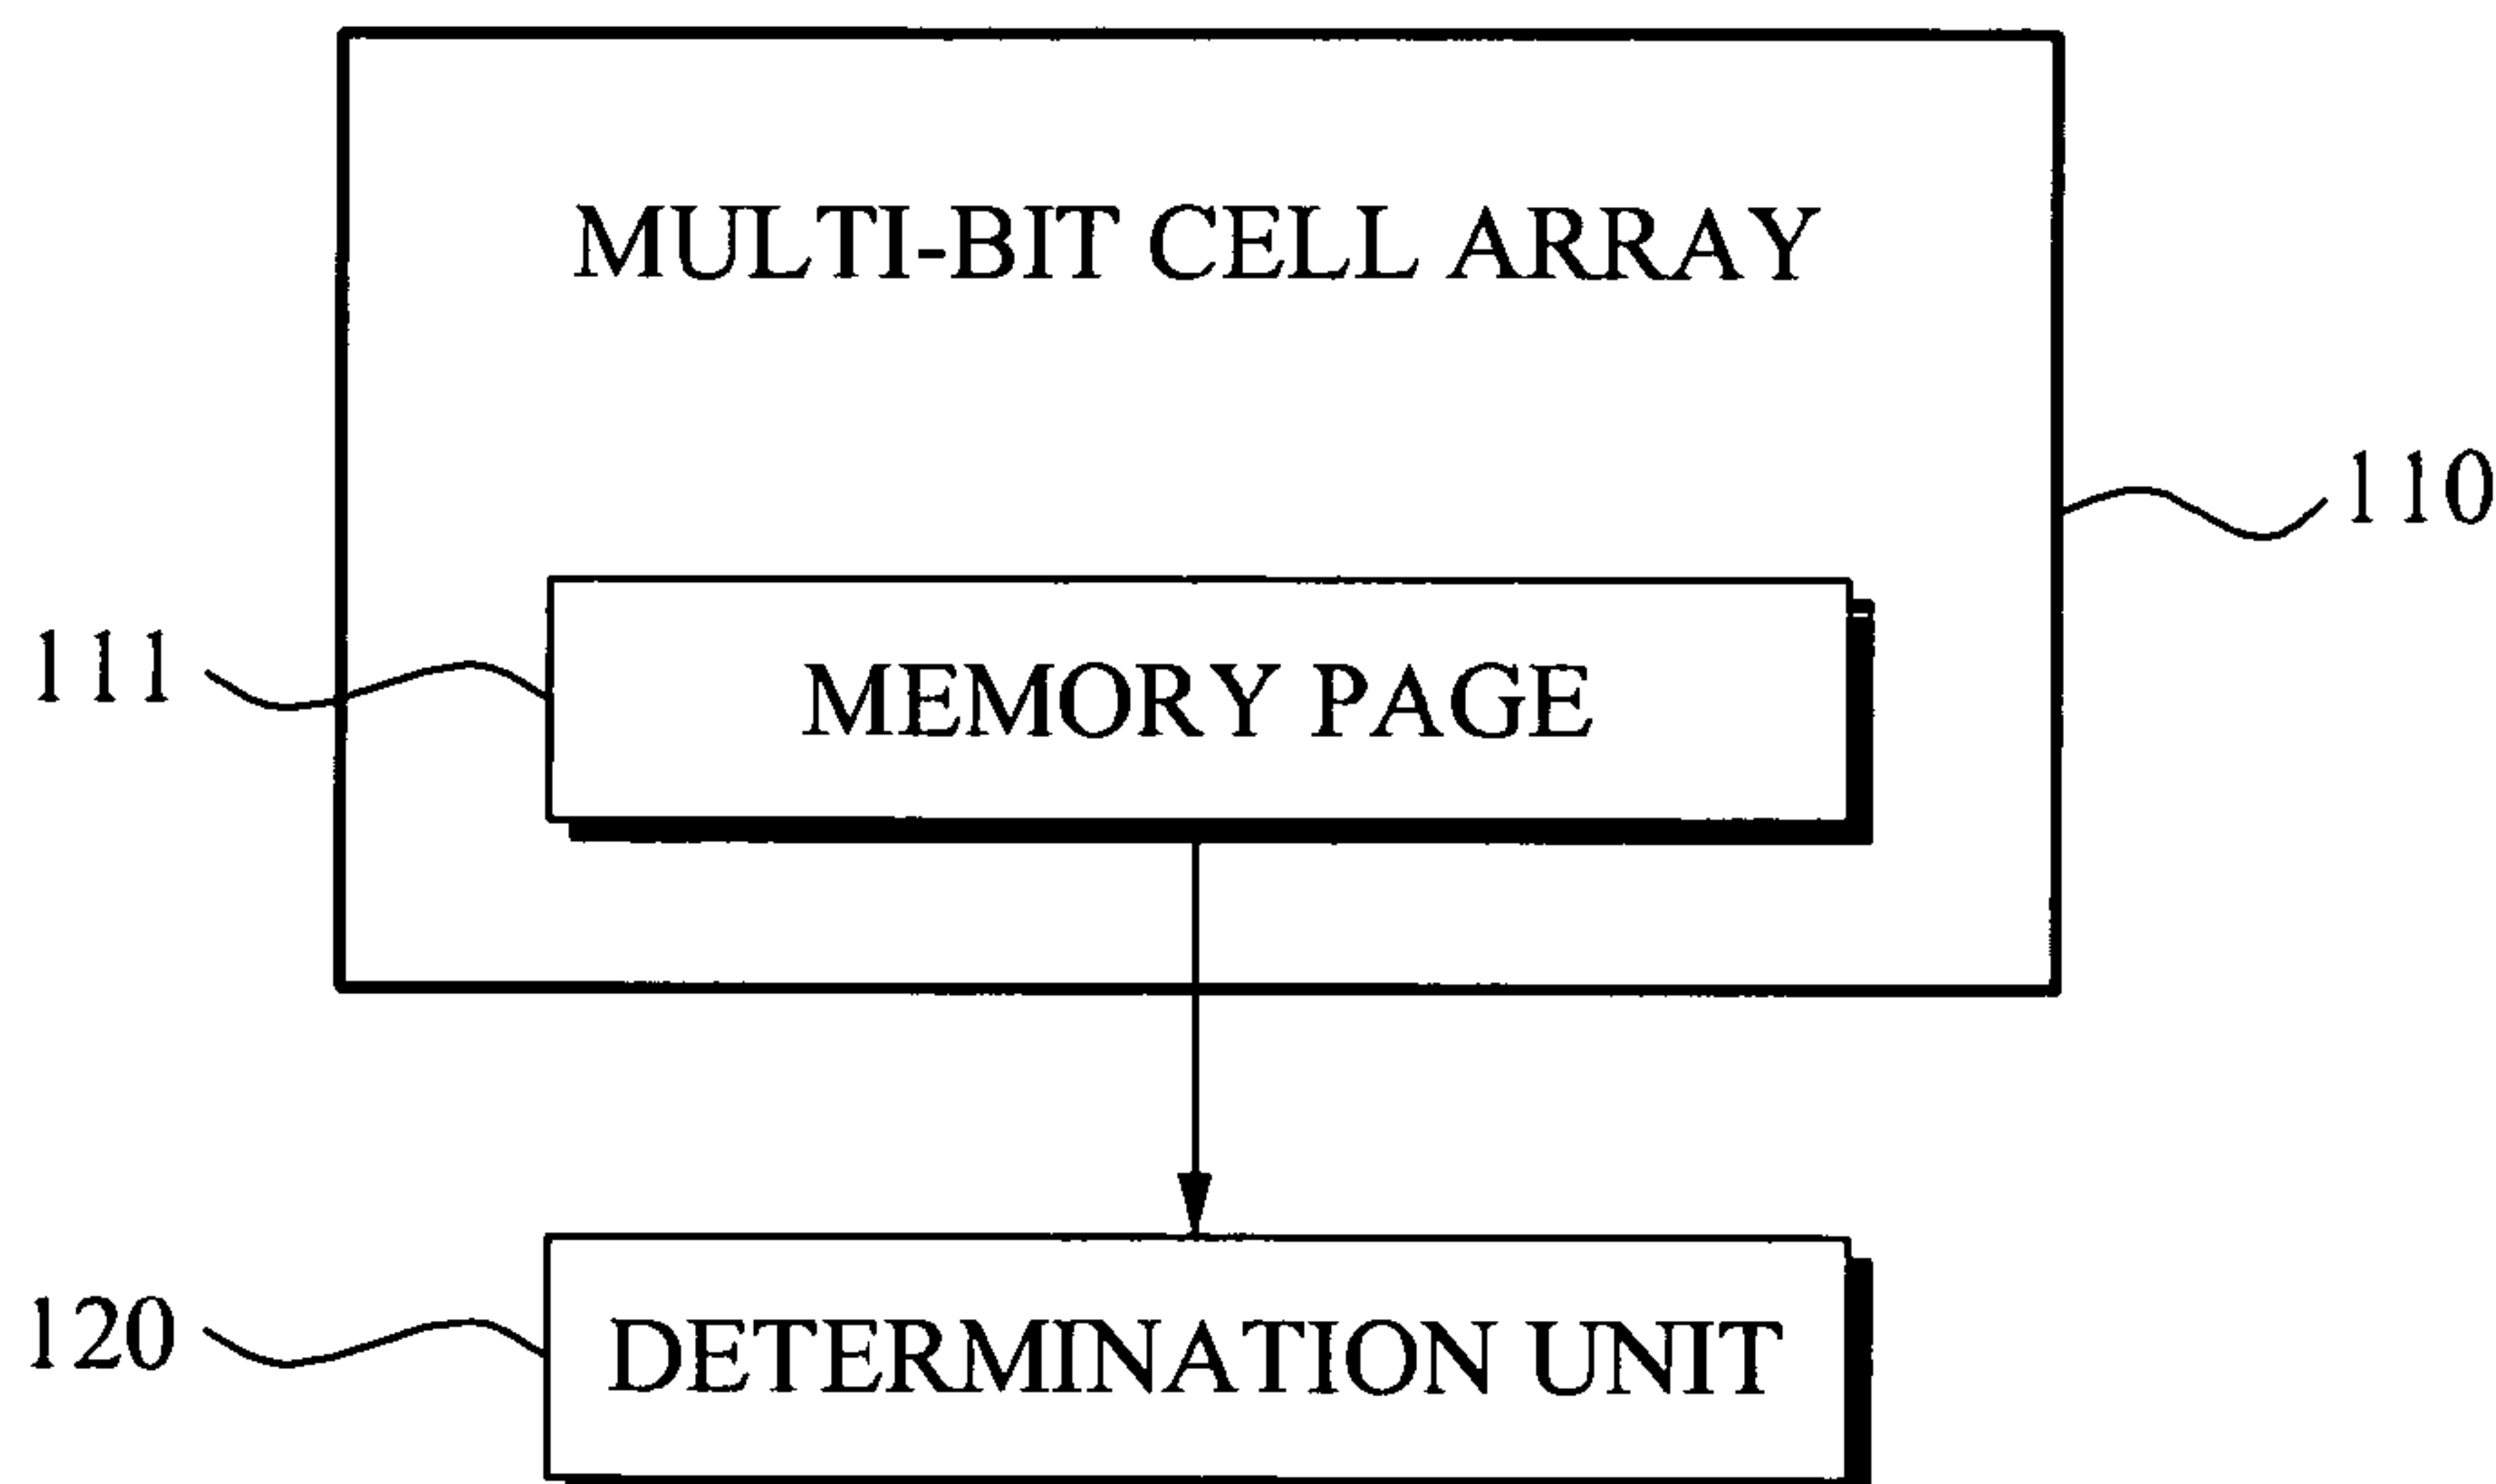 MULTI-BIT CELL ARRAY
110
111
MEMORY PAGE
120
DETERMINATION UNIT